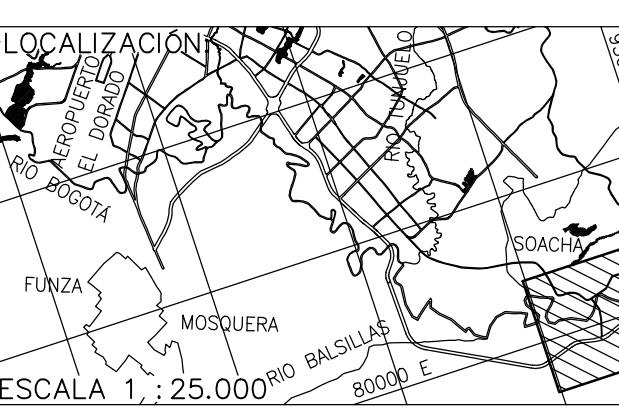 LOCALIZACIÓN:
AEROPUERTO
EL DORADO
RIO TUNJUELO
RIO BOGOTÁ
SOACHA
FUNZA
MOSQUERA
RIO BALSILLAS
80000 E
ESCALA 1 : 25.000